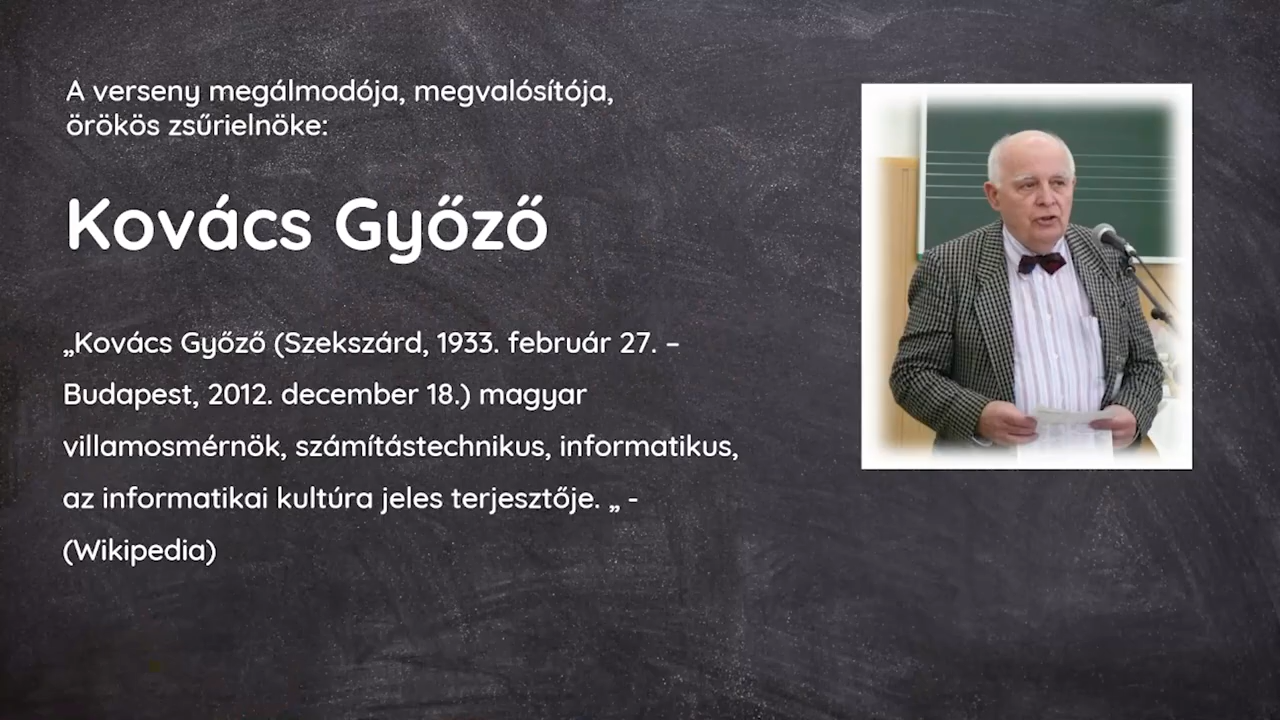 A verseny megálmodója, megvalósítója,
örökös zsűrielnöke:
Kovács Győző
„Kovács Győző (Szekszárd, 1933. február 27. –
Budapest, 2012. december 18.) magyar
villamosmérnök, számítástechnikus, informatikus,
az informatikai kultúra jeles terjesztője. „ -
(Wikipedia)